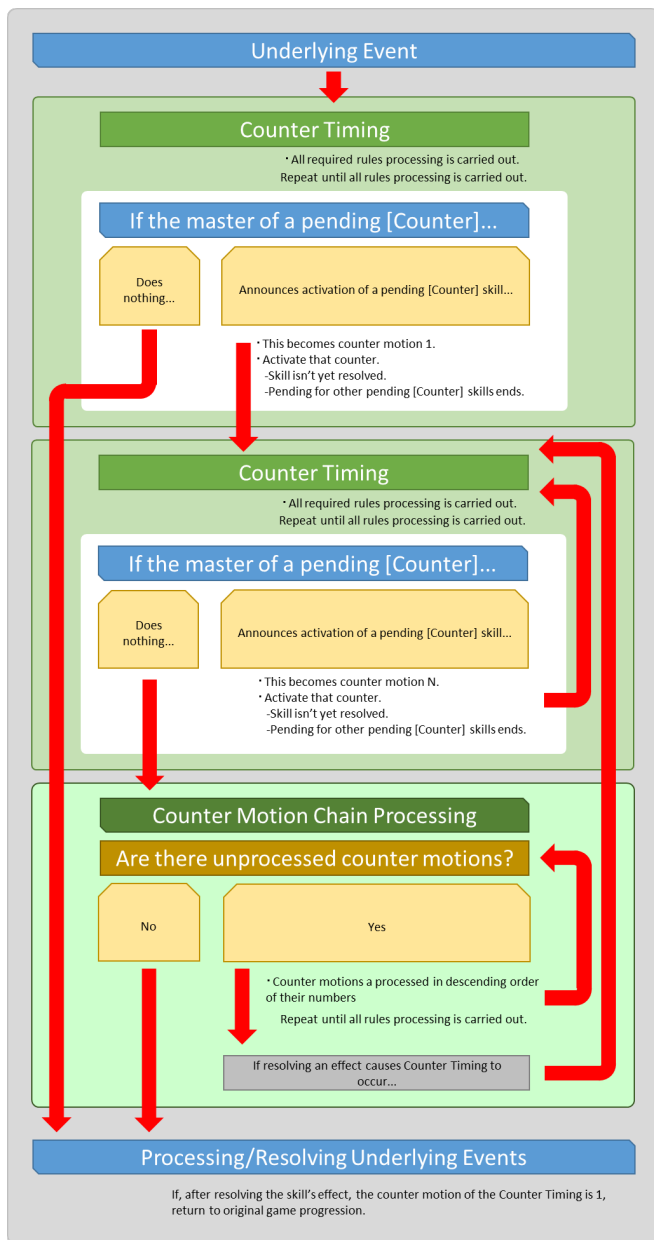 Underlying Event
Counter Timing
・All required rules processing is carried out.
Repeat until all rules processing is carried out.
If the master of a pending [Counter]...
Does
nothing...
Announces activation of a pending [Counter] skill...
・This becomes counter motion 1.
・Activate that counter.
-Skill isn't yet resolved.
-Pending for other pending [Counter] skills ends.
Counter Timing
・All required rules processing is carried out.
Repeat until all rules processing is carried out.
If the master of a pending [Counter]...
Does
nothing...
Announces activation of a pending [Counter] skill...
・This becomes counter motion N.
・Activate that counter.
-Skill isn't yet resolved.
-Pending for other pending [Counter] skills ends.
Counter Motion Chain Processing
Are there unprocessed counter motions?
No
Yes
・Counter motions a processed in descending order
of their numbers
Repeat until all rules processing is carried out.
If resolving an effect causes Counter Timing to
occur...
Processing/Resolving Underlying Events
If, after resolving the skill's effect, the counter motion of the Counter Timing is 1,
return to original game progression.